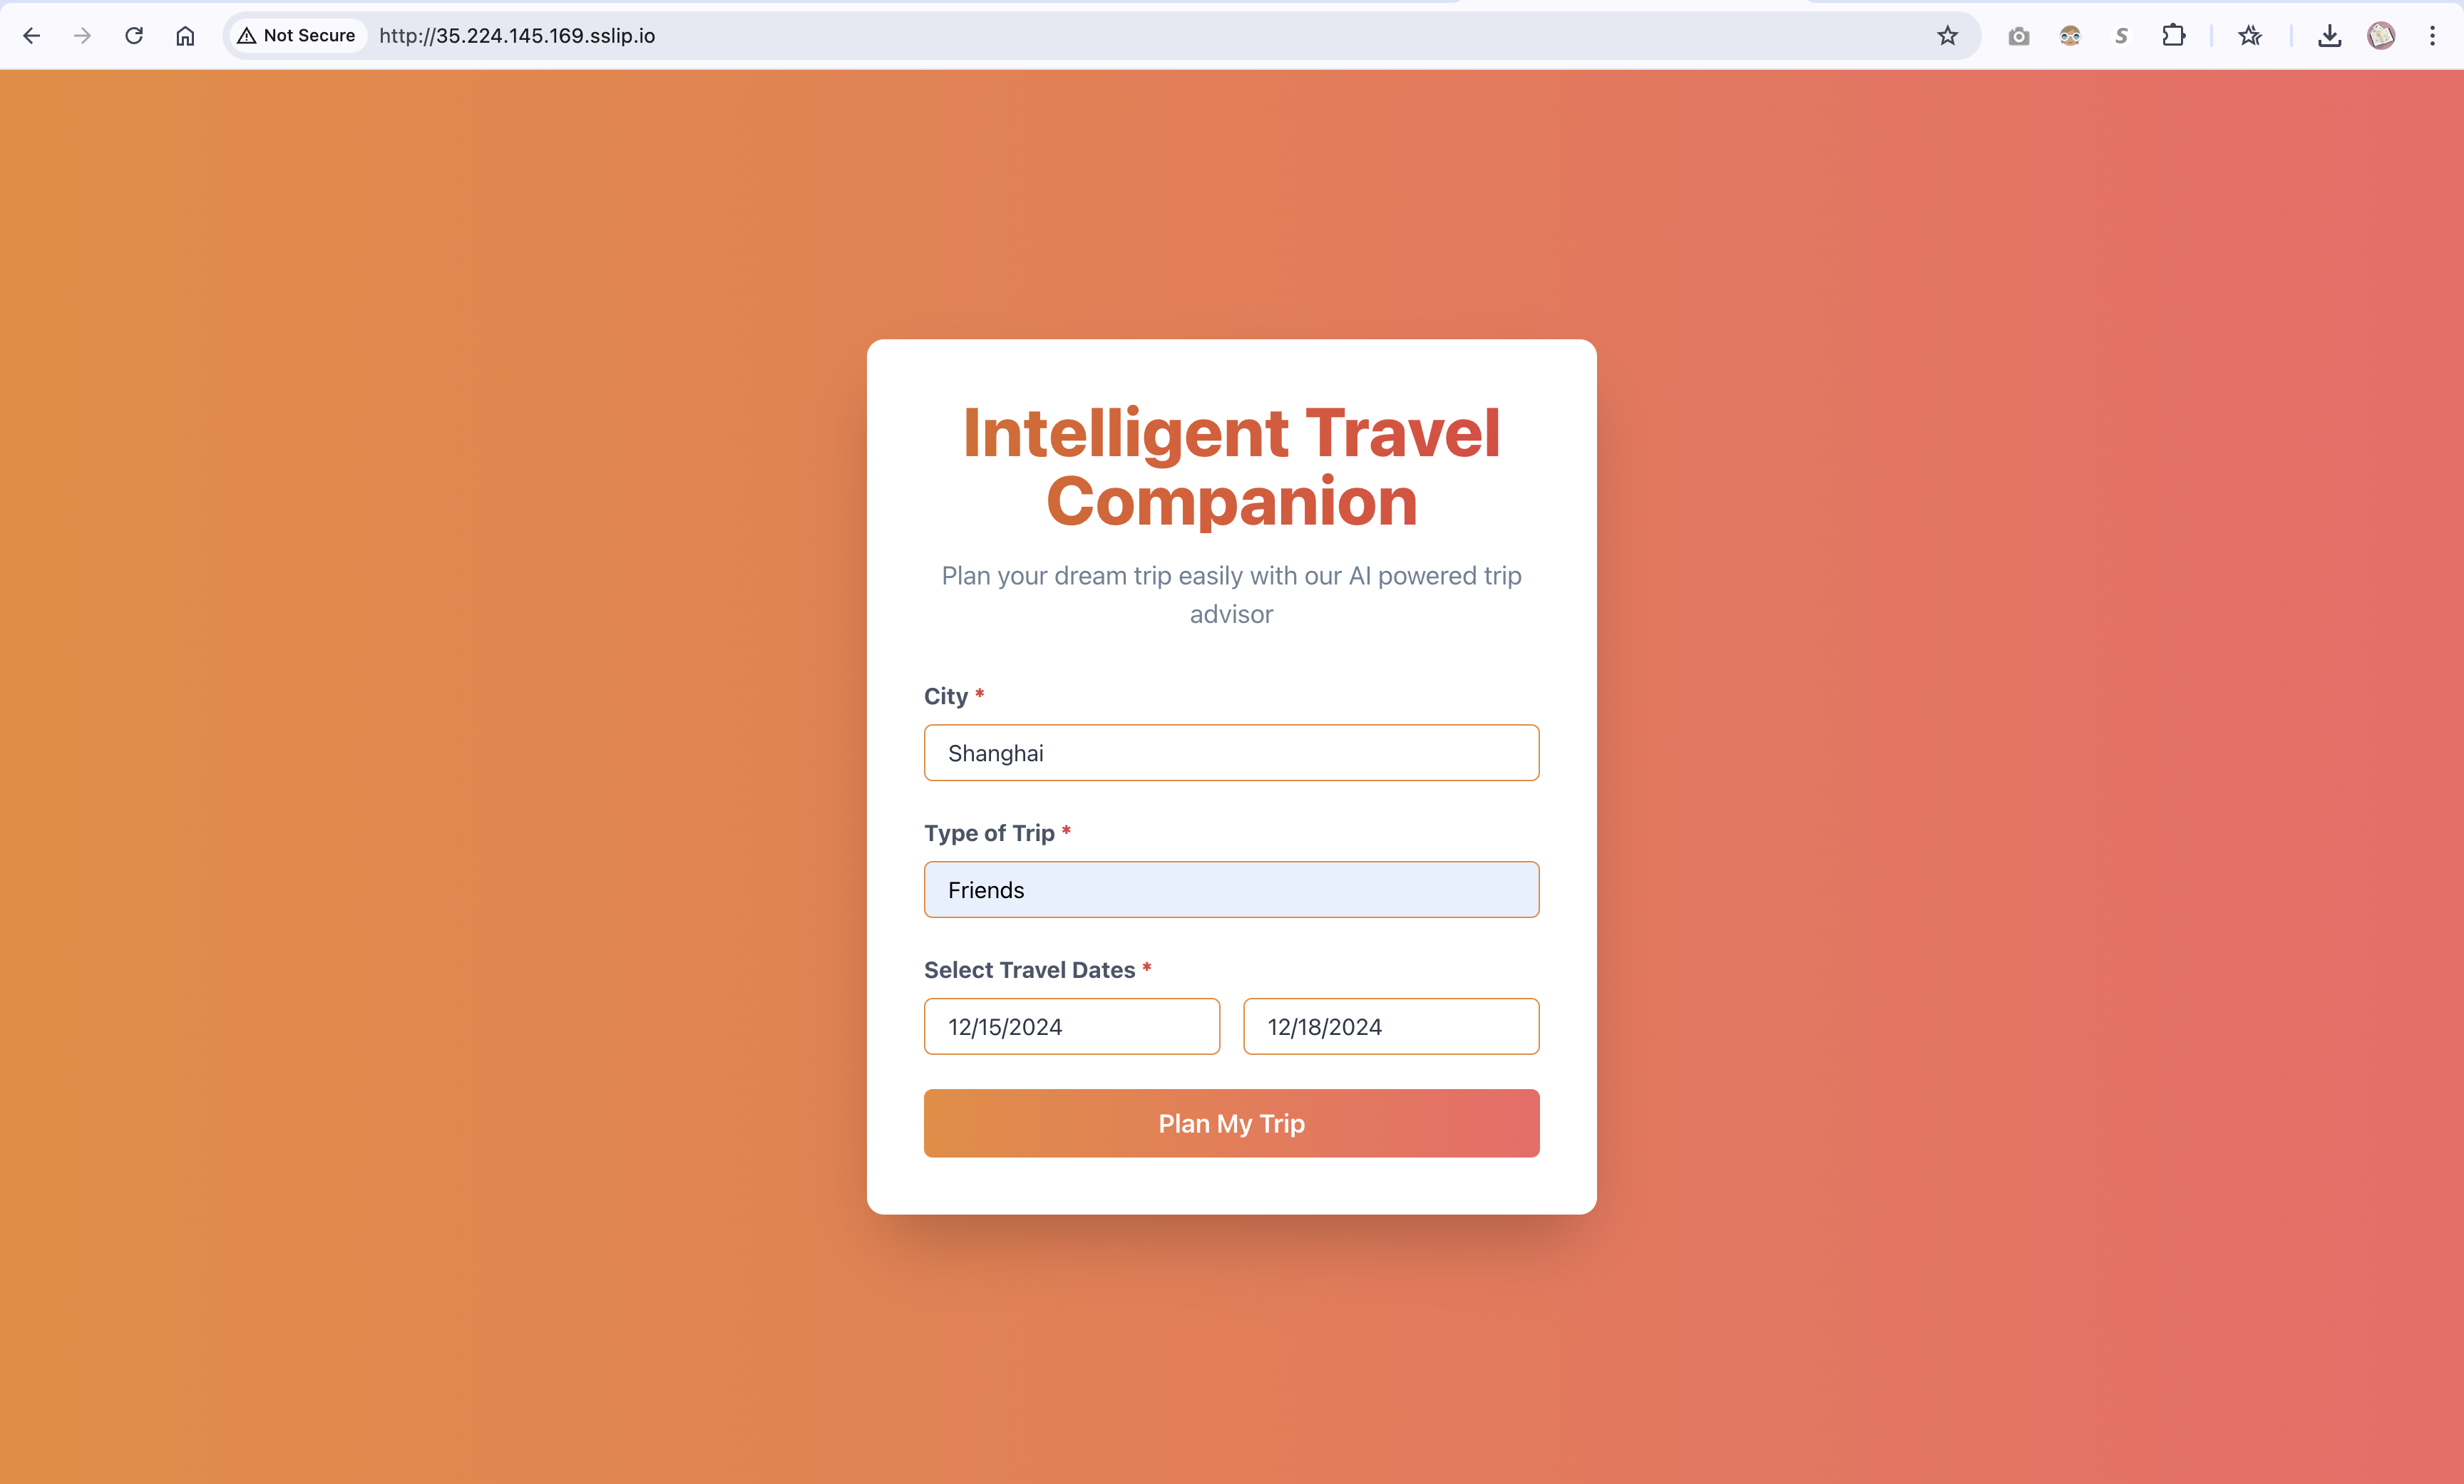 Not Secure
http://35.224.145.169.sslip.io
S
Intelligent Travel
Companion
Plan your dream trip easily with our AI powered trip
advisor
City *
Shanghai
Type of Trip *
Friends
Select Travel Dates *
12/15/2024 12/18/2024
Plan My Trip